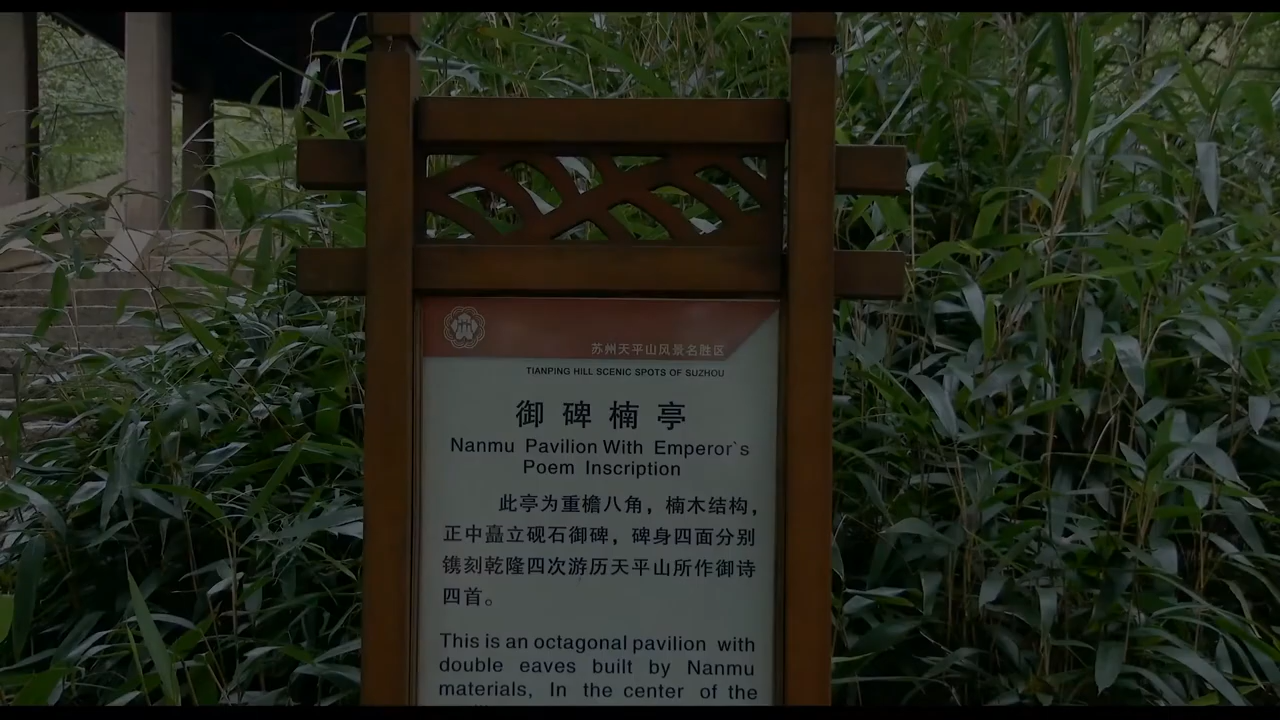 苏州天平山风景名胜区
TIANPING HILL SCENIC SPOTS OF SUZHOU
御碑楠亭
Nanmu Pavilion With Emperor`s
Poem Inscription
此亭为重檐八角，楠木结构，
正中矗立砚石御碑，碑身四面分别
镌刻乾隆四次游历天平山所作御诗
四首。
This is an octagonal pavilion with
double eaves built by Nanmu
materials, In the center of the